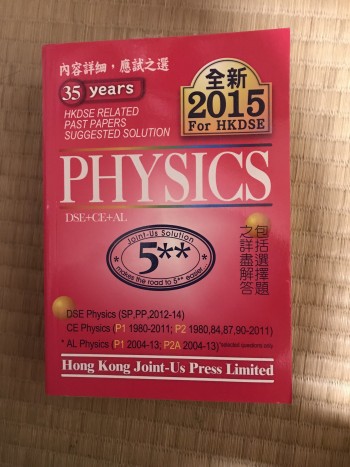 內容詳細，應試之選
35 years
HKDSE RELATED
PAST PAPERS
SUGGESTED SOLUTION
全新
2015
For HKDSE
PHYSICS
DSE+CE+AL
Joint-Us Solution
* 5** *
makes the road to 5** easier
包括選擇題
之詳盡解答
DSE Physics (SP,PP,2012-14)
CE Physics (P1 1980-2011; P2 1980,84,87,90-2011)
* AL Physics (P1 2004-13; P2A 2004-13) *selected questions only
Hong Kong Joint-Us Press Limited